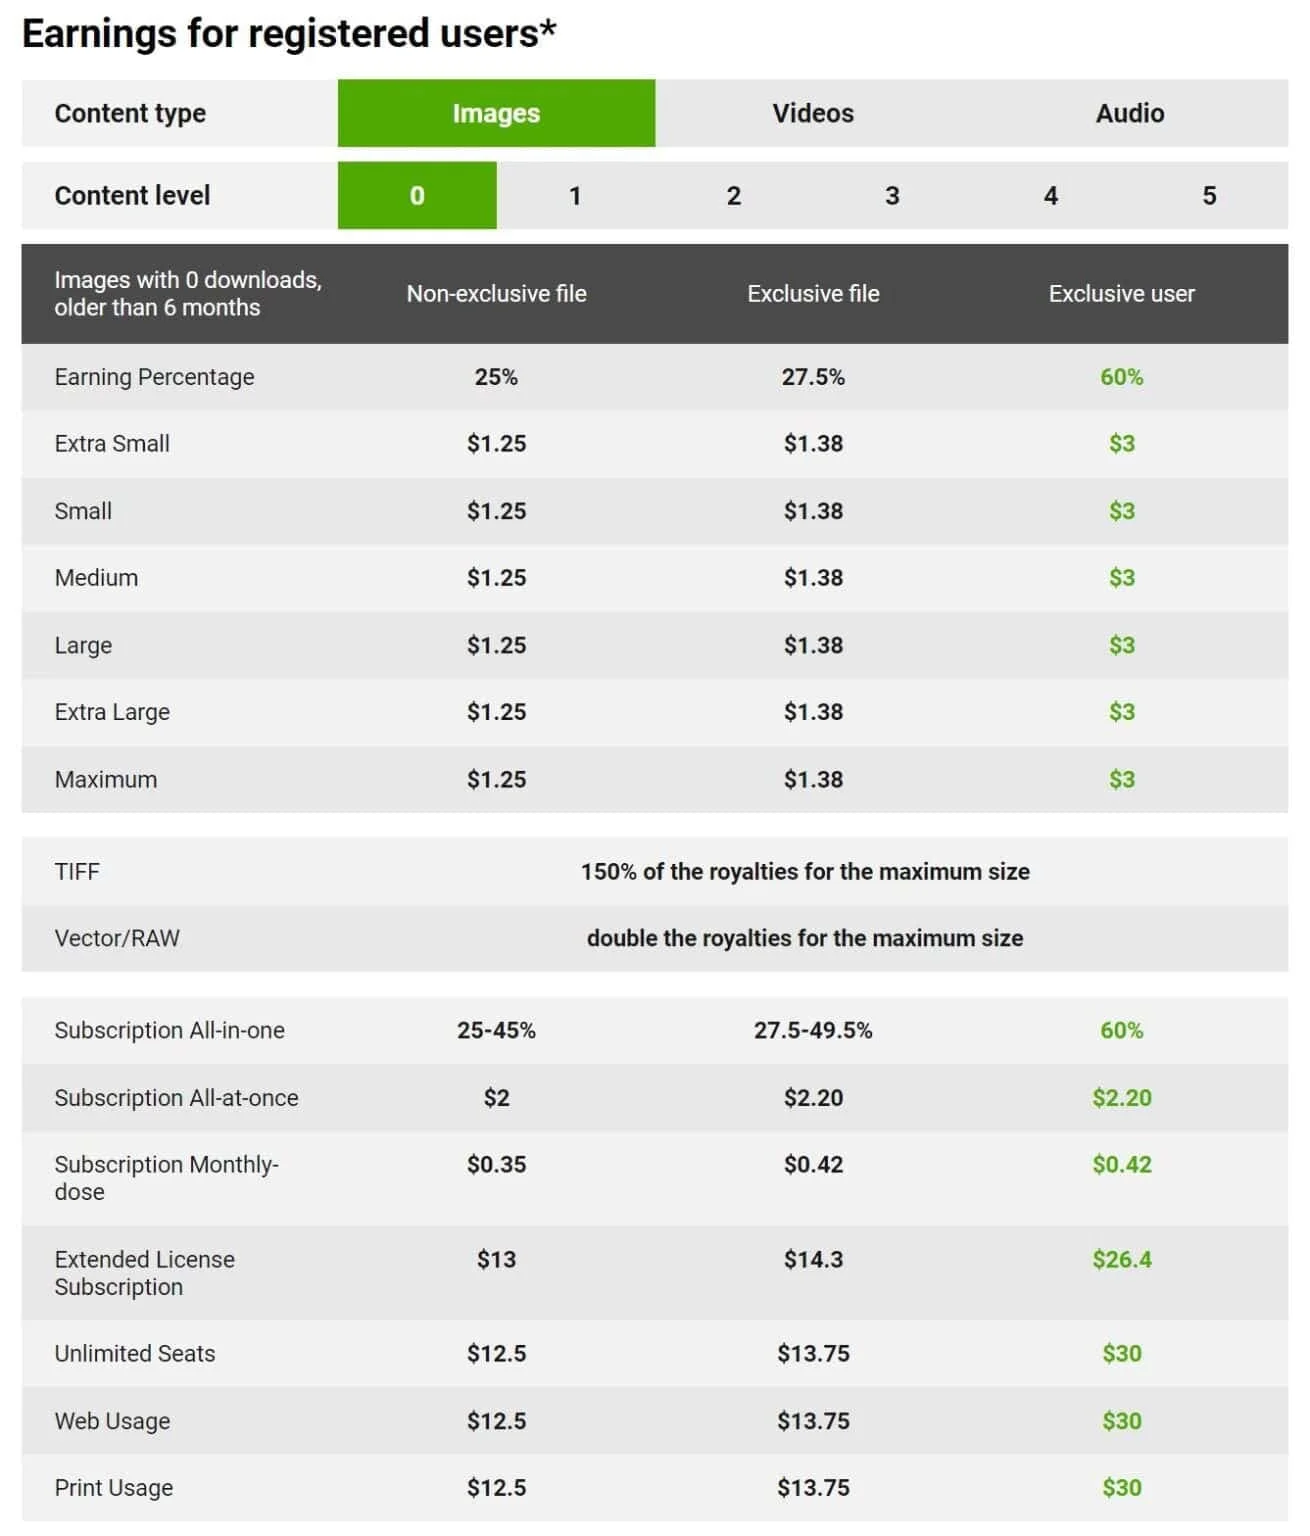 Earnings for registered users*
Content type Images Videos Audio
Content level 0 1 2 3 4 5
Images with 0 downloads,
older than 6 months Non-exclusive file Exclusive file Exclusive user
Earning Percentage 25% 27.5% 60%
Extra Small $1.25 $1.38 $3
Small $1.25 $1.38 $3
Medium $1.25 $1.38 $3
Large $1.25 $1.38 $3
Extra Large $1.25 $1.38 $3
Maximum $1.25 $1.38 $3
TIFF 150% of the royalties for the maximum size
Vector/RAW double the royalties for the maximum size
Subscription All-in-one 25-45% 27.5-49.5% 60%
Subscription All-at-once $2 $2.20 $2.20
Subscription Monthly- $0.35 $0.42 $0.42
dose
Extended License $13 $14.3 $26.4
Subscription
Unlimited Seats $12.5 $13.75 $30
Web Usage $12.5 $13.75 $30
Print Usage $12.5 $13.75 $30